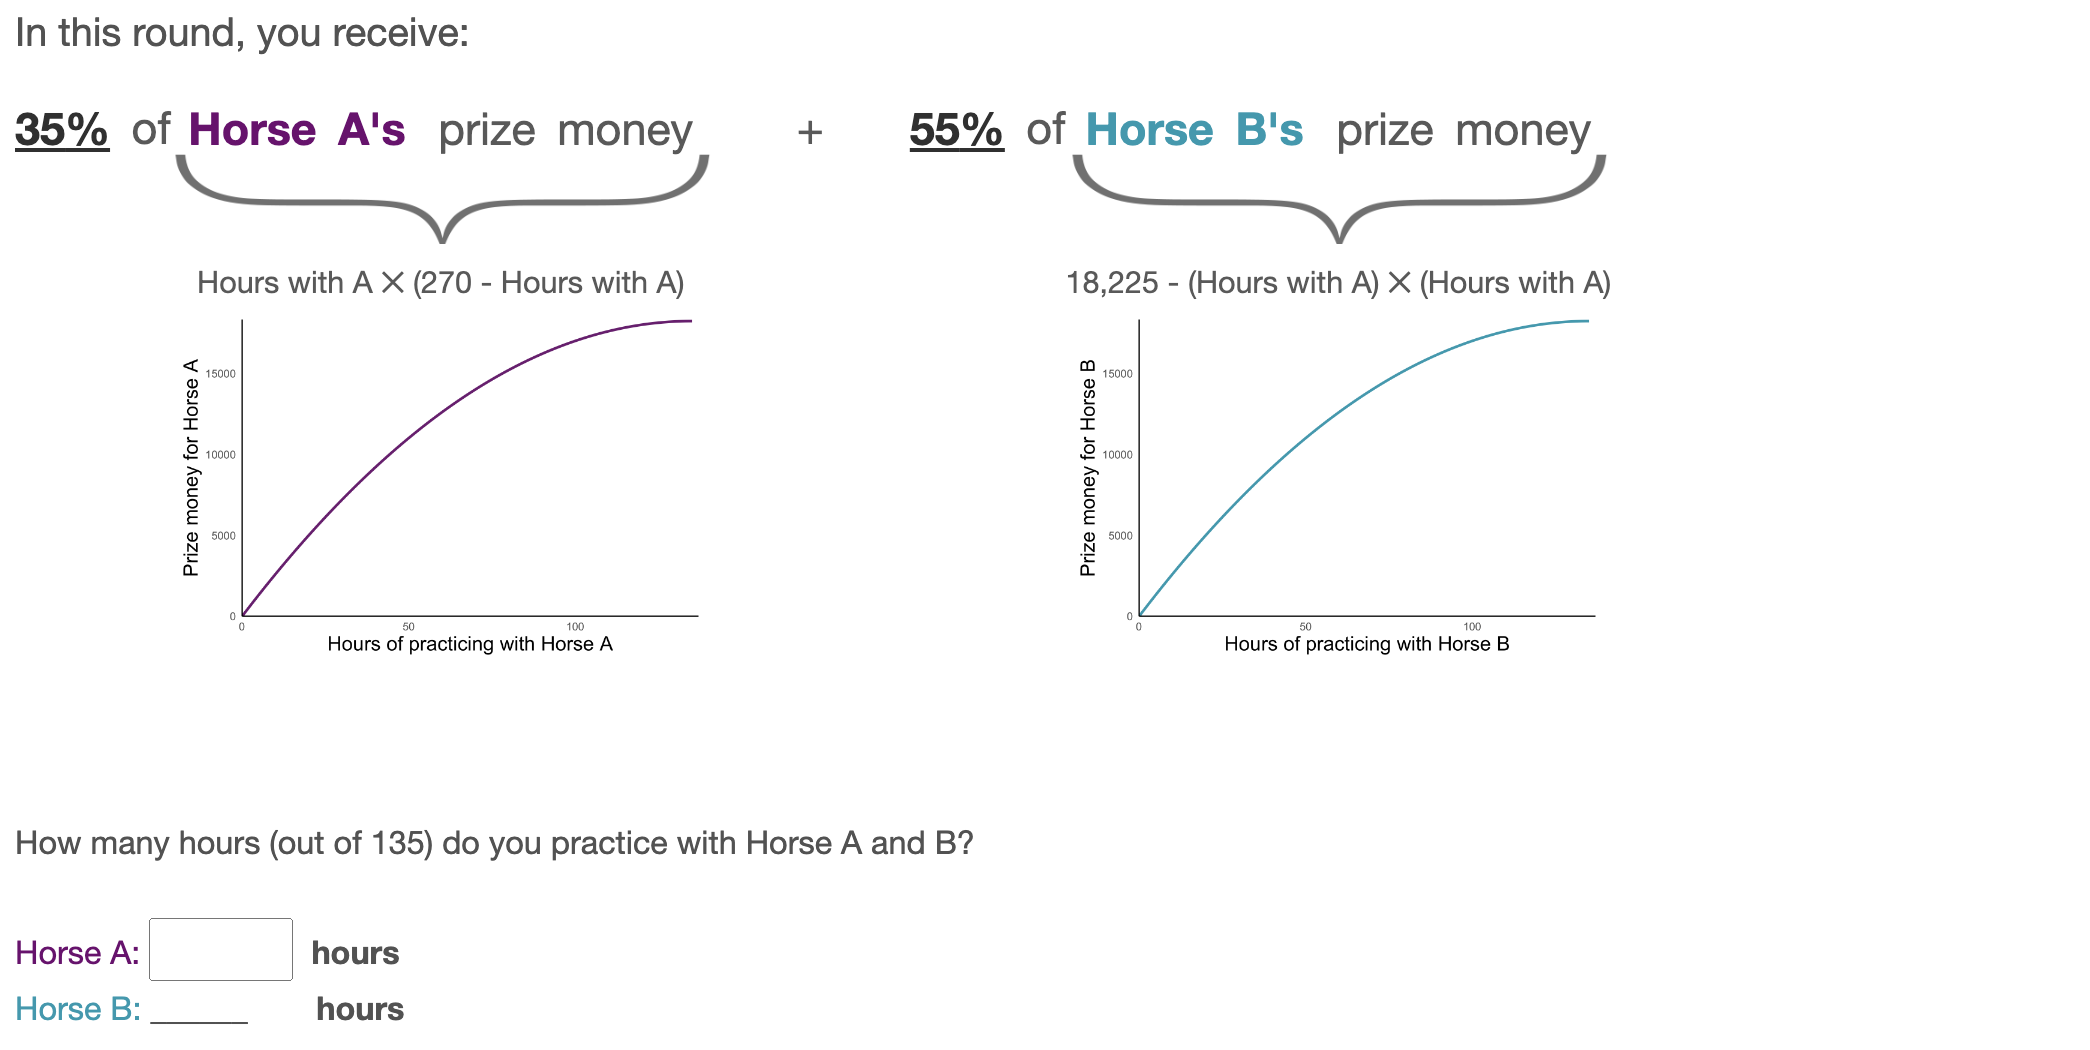 In this round, you receive:
35% of Horse A's prize money + 55% of Horse B's prize money
Hours with A × (270 - Hours with A)
18,225 - (Hours with A) × (Hours with A)
Prize money for Horse A
15000
10000
5000
0
0 50 100
Hours of practicing with Horse A
Prize money for Horse B
15000
10000
5000
0
0 50 100
Hours of practicing with Horse B
How many hours (out of 135) do you practice with Horse A and B?
Horse A: hours
Horse B: ______ hours